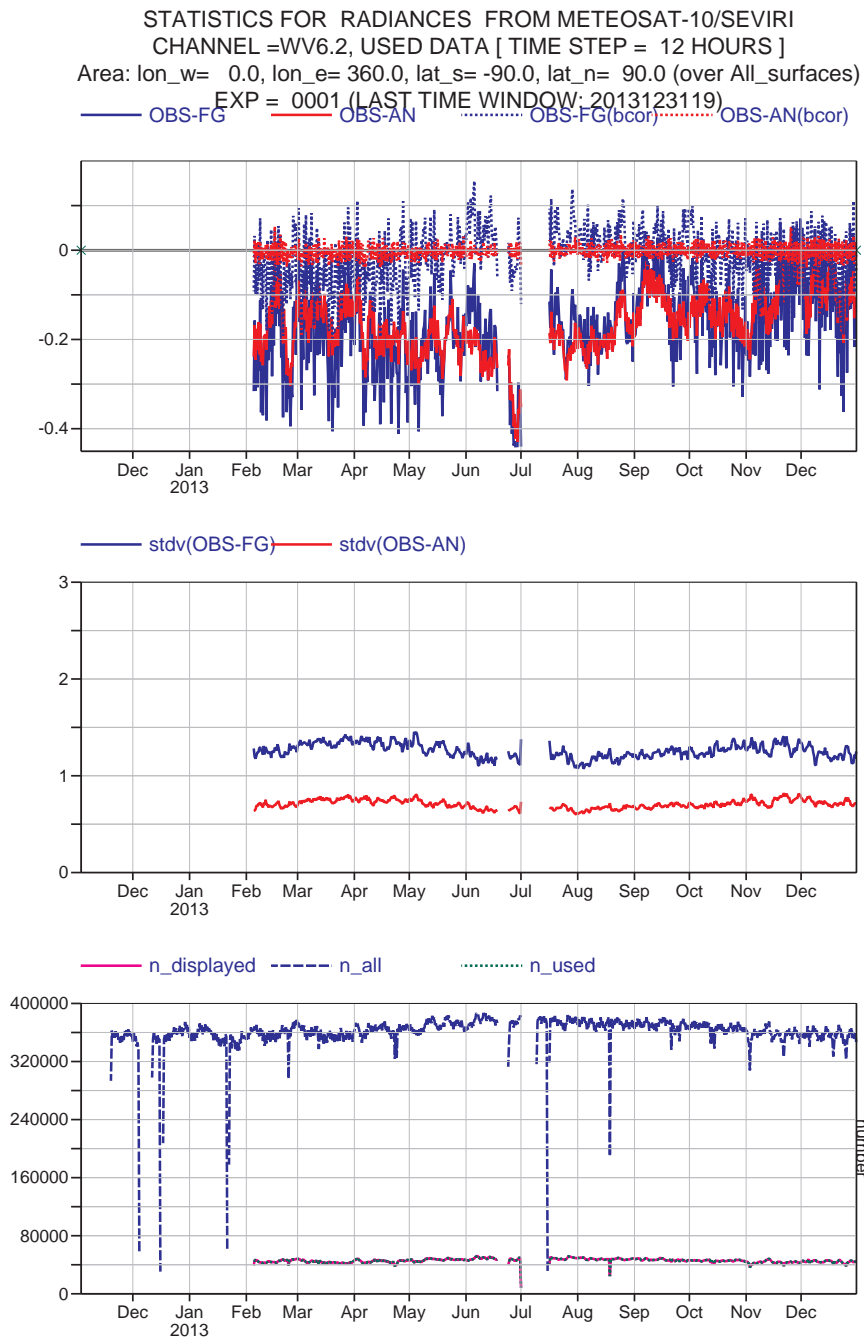 STATISTICS FOR RADIANCES FROM METEOSAT-10/SEVIRI
CHANNEL =WV6.2, USED DATA [ TIME STEP = 12 HOURS ]
Area: lon_w= 0.0, lon_e= 360.0, lat_s= -90.0, lat_n= 90.0 (over All_surfaces)
EXP = 0001 (LAST TIME WINDOW: 2013123119)
OBS-FG OBS-AN OBS-FG(bcor) OBS-AN(bcor)
0
-0.2
-0.4
Dec Jan Feb Mar Apr May Jun Jul Aug Sep Oct Nov Dec
2013
stdv(OBS-FG) stdv(OBS-AN)
3
2
1
0
Dec Jan Feb Mar Apr May Jun Jul Aug Sep Oct Nov Dec
2013
n_displayed n_all n_used
400000
320000
240000
160000
80000
0
number
Dec Jan Feb Mar Apr May Jun Jul Aug Sep Oct Nov Dec
2013